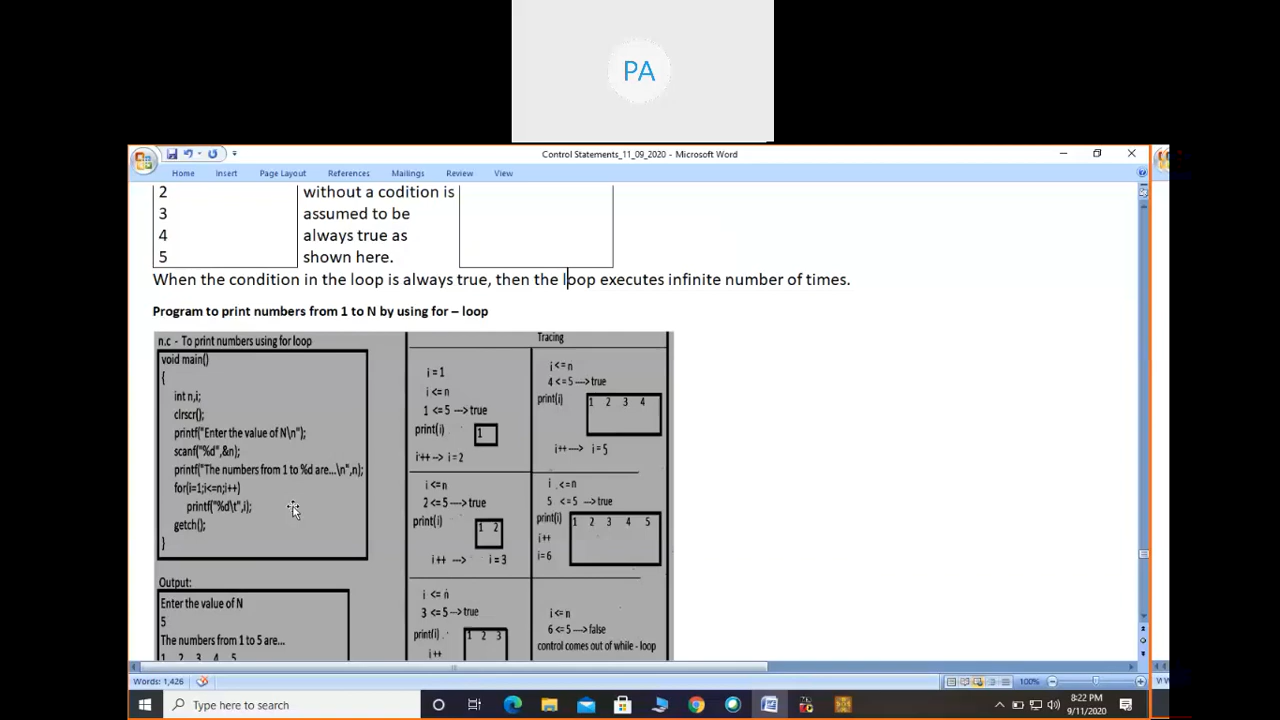 PA
Control Statements_11_09_2020 - Microsoft Word
Home Insert Page Layout References Mailings Review View
2 without a codition is
3 assumed to be
4 always true as
5 shown here.
When the condition in the loop is always true, then the loop executes infinite number of times.
Program to print numbers from 1 to N by using for – loop
n.c - To print numbers using for loop
void main()
{
int n,i;
clrscr();
printf("Enter the value of N\n");
scanf("%d",&n);
printf("The numbers from 1 to %d are...\n",n);
for(i=1;i<=n;i++)
printf("%d\t",i);
getch();
}
Output:
Enter the value of N
5
The numbers from 1 to 5 are...
1 2 3 4 5
Tracing
i = 1
i <=n
1 <=5 --->true
print(i)
1
i++ --> i=2
i <=n
2 <=5 --->true
print(i)
1 2
i++ ---> i=3
i <=n
3 <=5 --->true
print(i)
1 2 3
i++
i <=n
4 <=5 --->true
print(i)
1 2 3 4
i++ ---> i=5
i <=n
5 <=5 --->true
print(i)
1 2 3 4 5
i++
i=6
i<=n
6 <=5 --->false
control comes out of while - loop
Words: 1,426
100%
Type here to search
8:22 PM
9/11/2020